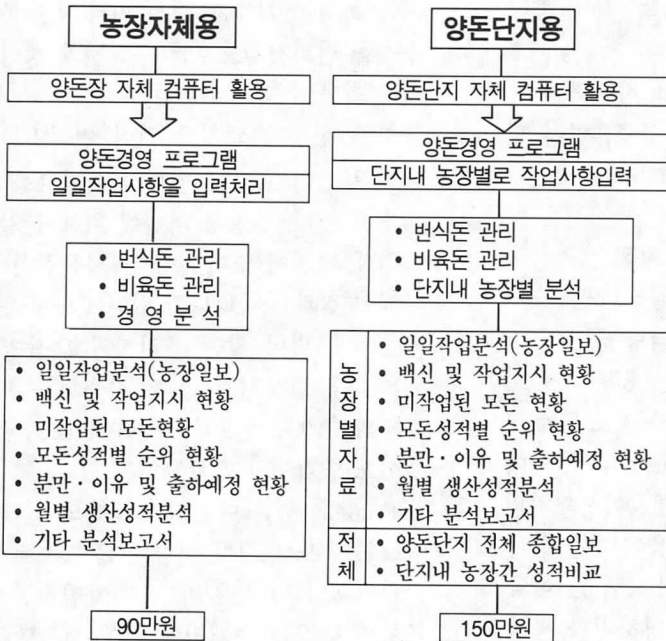 농장자체용
양돈장 자체 컴퓨터 활용
양돈경영 프로그램
일일작업사항을 입력처리
• 번식돈 관리
• 비육돈 관리
경 영 분 석
• 일일작업분석(농장일보)
• 백신 및 작업지시 현황
• 미작업된 모돈현황
• 모돈성적별 순위 현황
• 분만·이유 및 출하예정 현황
• 월별 생산성적분석
• 기타 분석보고서
90만원
양돈단지용
양돈단지 자체 컴퓨터 활용
양돈경영 프로그램
단지내 농장별로 작업사항입력
• 번식돈 관리
• 비육돈 관리
• 단지내 농장별 분석
농장별자료
일일작업분석(농장일보)
• 백신 및 작업지시 현황
• 미작업된 모돈 현황
• 모돈성적별 순위 현황
• 분만·이유 및 출하예정 현황
• 월별 생산성적분석
• 기타 분석보고서
전체
• 양돈단지 전체 종합일보
• 단지내 농장간 성적비교
150만원